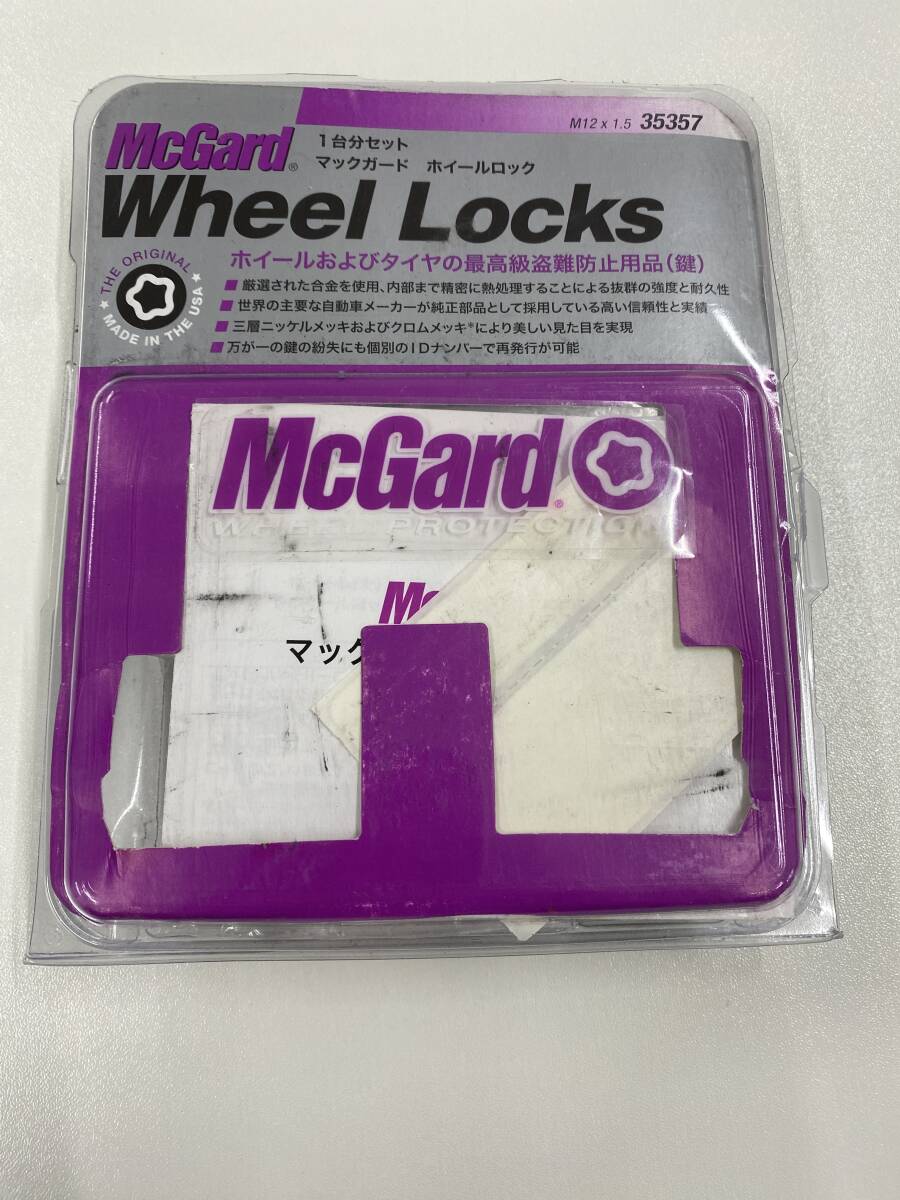 M12 x 1.5 35357
McGard®
1台分セット
マックガード ホイールロック
Wheel Locks
THE ORIGINAL
MADE IN THE USA
ホイールおよびタイヤの最高級盗難防止用品(鍵)
■ 厳選された合金を使用、内部まで精密に熱処理することによる抜群の強度と耐久性
■ 世界の主要な自動車メーカーが純正部品として採用している高い信頼性と実績
■ 三層ニッケルメッキおよびクロムメッキ*により美しい見た目を実現
■ 万が一の鍵の紛失にも個別のIDナンバーで再発行が可能
McGard®
WHEEL PROTECTION
Mc
マック